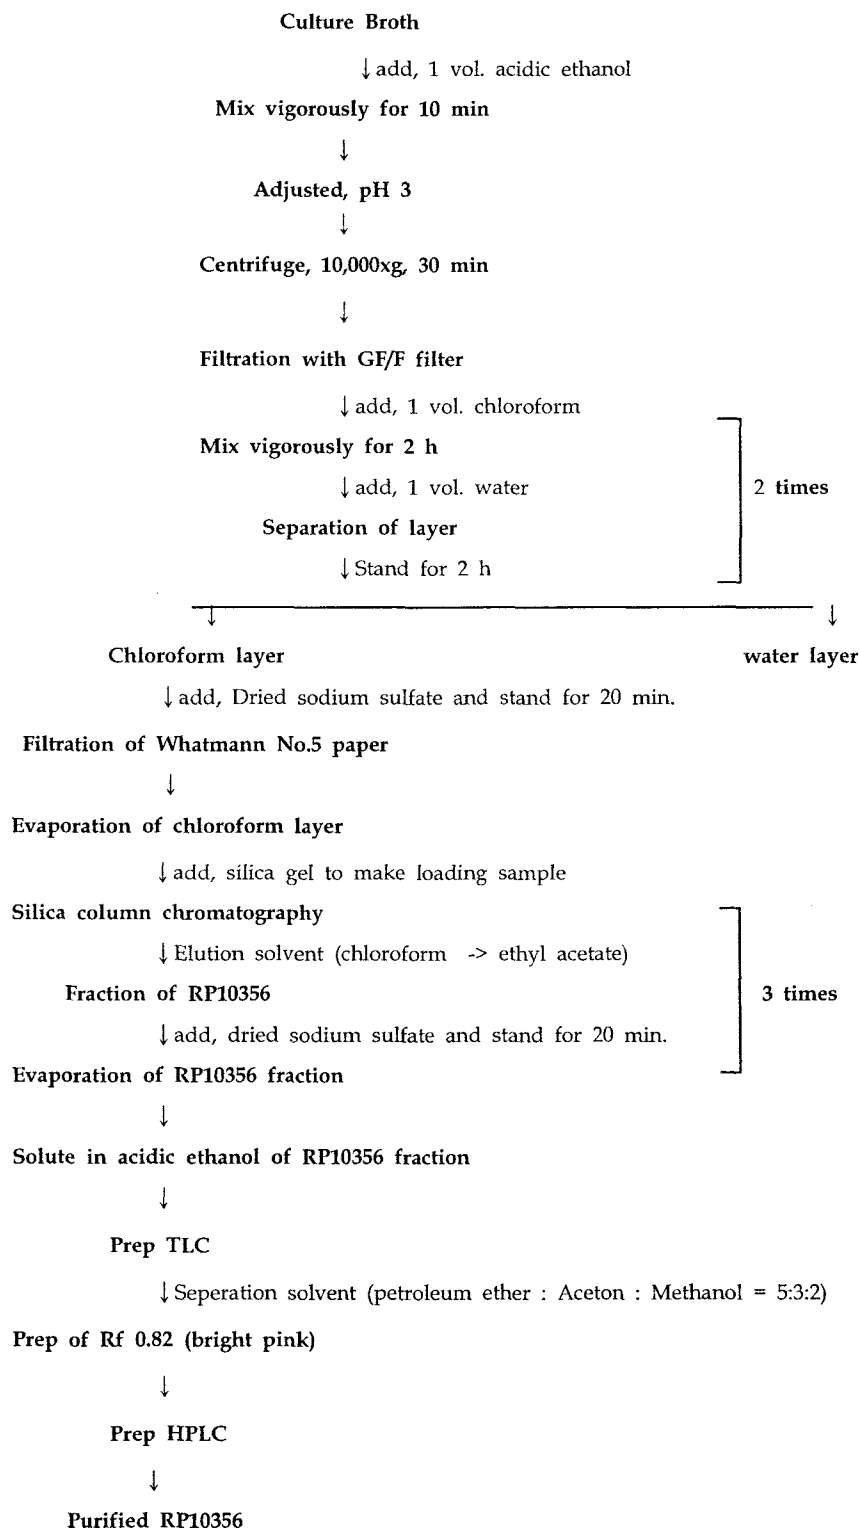 Culture Broth
↓ add, 1 vol. acidic ethanol
Mix vigorously for 10 min
↓
Adjusted, pH 3
↓
Centrifuge, 10,000xg, 30 min
↓
Filtration with GF/F filter
↓ add, 1 vol. chloroform
Mix vigorously for 2 h
↓ add, 1 vol. water
2 times
Separation of layer
↓ Stand for 2 h
↓ ↓
Chloroform layer water layer
↓ add, Dried sodium sulfate and stand for 20 min.
Filtration of Whatmann No.5 paper
↓
Evaporation of chloroform layer
↓ add, silica gel to make loading sample
Silica column chromatography
↓ Elution solvent (chloroform -> ethyl acetate)
Fraction of RP10356 3 times
↓ add, dried sodium sulfate and stand for 20 min.
Evaporation of RP10356 fraction
↓
Solute in acidic ethanol of RP10356 fraction
↓
Prep TLC
↓ Seperation solvent (petroleum ether : Aceton : Methanol = 5:3:2)
Prep of Rf 0.82 (bright pink)
↓
Prep HPLC
↓
Purified RP10356